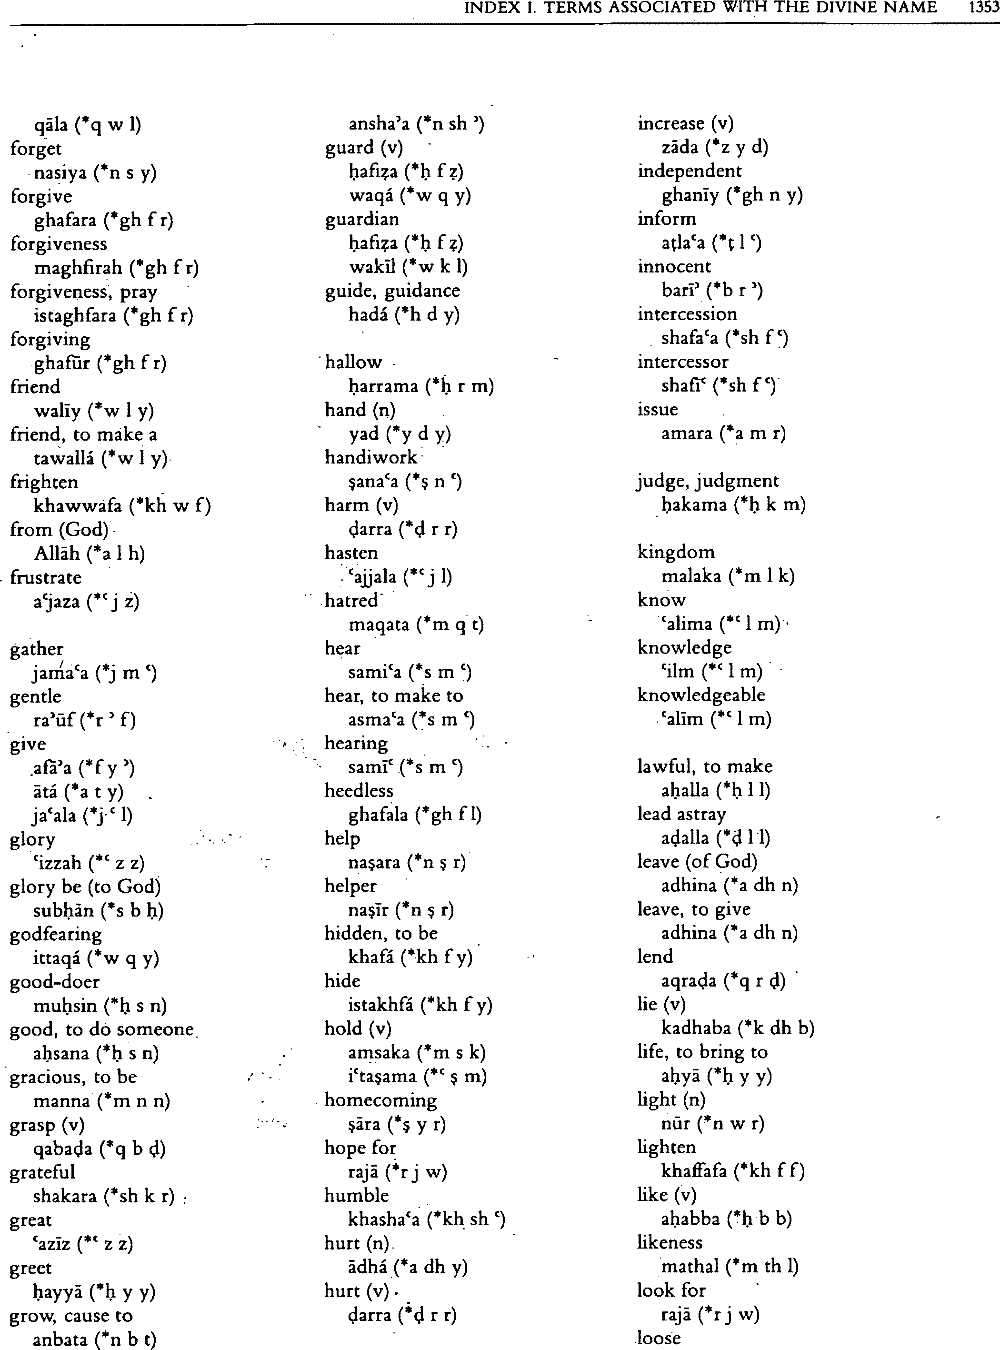 INDEX I. TERMS ASSOCIATED WITH THE DIVINE NAME 1353
qāla (*q w l)
forget
nasiya (*n s y)
forgive
ghafara (*gh f r)
forgiveness
maghfirah (*gh f r)
forgiveness, pray
istaghfara (*gh f r)
forgiving
ghafūr (*gh f r)
friend
walīy (*w l y)
friend, to make a
tawallá (*w l y)
frighten
khawwafa (*kh w f)
from (God)
Allāh (*a l h)
frustrate
aʿjaza (*ʿ j z)
gather
jamaʿa (*j m ʿ)
gentle
raʾūf (*r ʾ f)
give
afāʾa (*f y ʾ)
ātá (*a t y)
jaʿala (*j ʿ l)
glory
ʿizzah (*ʿ z z)
glory be (to God)
subḥān (*s b ḥ)
godfearing
ittaqá (*w q y)
good-doer
muḥsin (*ḥ s n)
good, to do someone
aḥsana (*ḥ s n)
gracious, to be
manna (*m n n)
grasp (v)
qabaḍa (*q b ḍ)
grateful
shakara (*sh k r)
great
ʿazīz (*ʿ z z)
greet
ḥayyā (*ḥ y y)
grow, cause to
anbata (*n b t)
anshaʾa (*n sh ʾ)
guard (v)
ḥafiẓa (*ḥ f ẓ)
waqá (*w q y)
guardian
ḥafiẓa (*ḥ f ẓ)
wakīl (*w k l)
guide, guidance
hadá (*h d y)
hallow
ḥarrama (*ḥ r m)
hand (n)
yad (*y d y)
handiwork
ṣanaʿa (*ṣ n ʿ)
harm (v)
ḍarra (*ḍ r r)
hasten
ʿajjala (*ʿ j l)
hatred
maqata (*m q t)
hear
samiʿa (*s m ʿ)
hear, to make to
asmaʿa (*s m ʿ)
hearing
samīʿ (*s m ʿ)
heedless
ghafala (*gh f l)
help
naṣara (*n ṣ r)
helper
naṣīr (*n ṣ r)
hidden, to be
khafá (*kh f y)
hide
istakhfá (*kh f y)
hold (v)
amsaka (*m s k)
iʿtaṣama (*ʿ ṣ m)
homecoming
ṣāra (*ṣ y r)
hope for
rajā (*r j w)
humble
khashaʿa (*kh sh ʿ)
hurt (n)
ādhá (*a dh y)
hurt (v)
ḍarra (*ḍ r r)
increase (v)
zāda (*z y d)
independent
ghanīy (*gh n y)
inform
aṭlaʿa (*ṭ l ʿ)
innocent
barīʾ (*b r ʾ)
intercession
shafaʿa (*sh f ʿ)
intercessor
shafīʿ (*sh f ʿ)
issue
amara (*a m r)
judge, judgment
ḥakama (*ḥ k m)
kingdom
malaka (*m l k)
know
ʿalima (*ʿ l m)
knowledge
ʿilm (*ʿ l m)
knowledgeable
ʿalīm (*ʿ l m)
lawful, to make
aḥalla (*ḥ l l)
lead astray
aḍalla (*ḍ l l)
leave (of God)
adhina (*a dh n)
leave, to give
adhina (*a dh n)
lend
aqraḍa (*q r ḍ)
lie (v)
kadhaba (*k dh b)
life, to bring to
aḥyā (*ḥ y y)
light (n)
nūr (*n w r)
lighten
khaffafa (*kh f f)
like (v)
aḥabba (*ḥ b b)
likeness
mathal (*m th l)
look for
rajā (*r j w)
loose